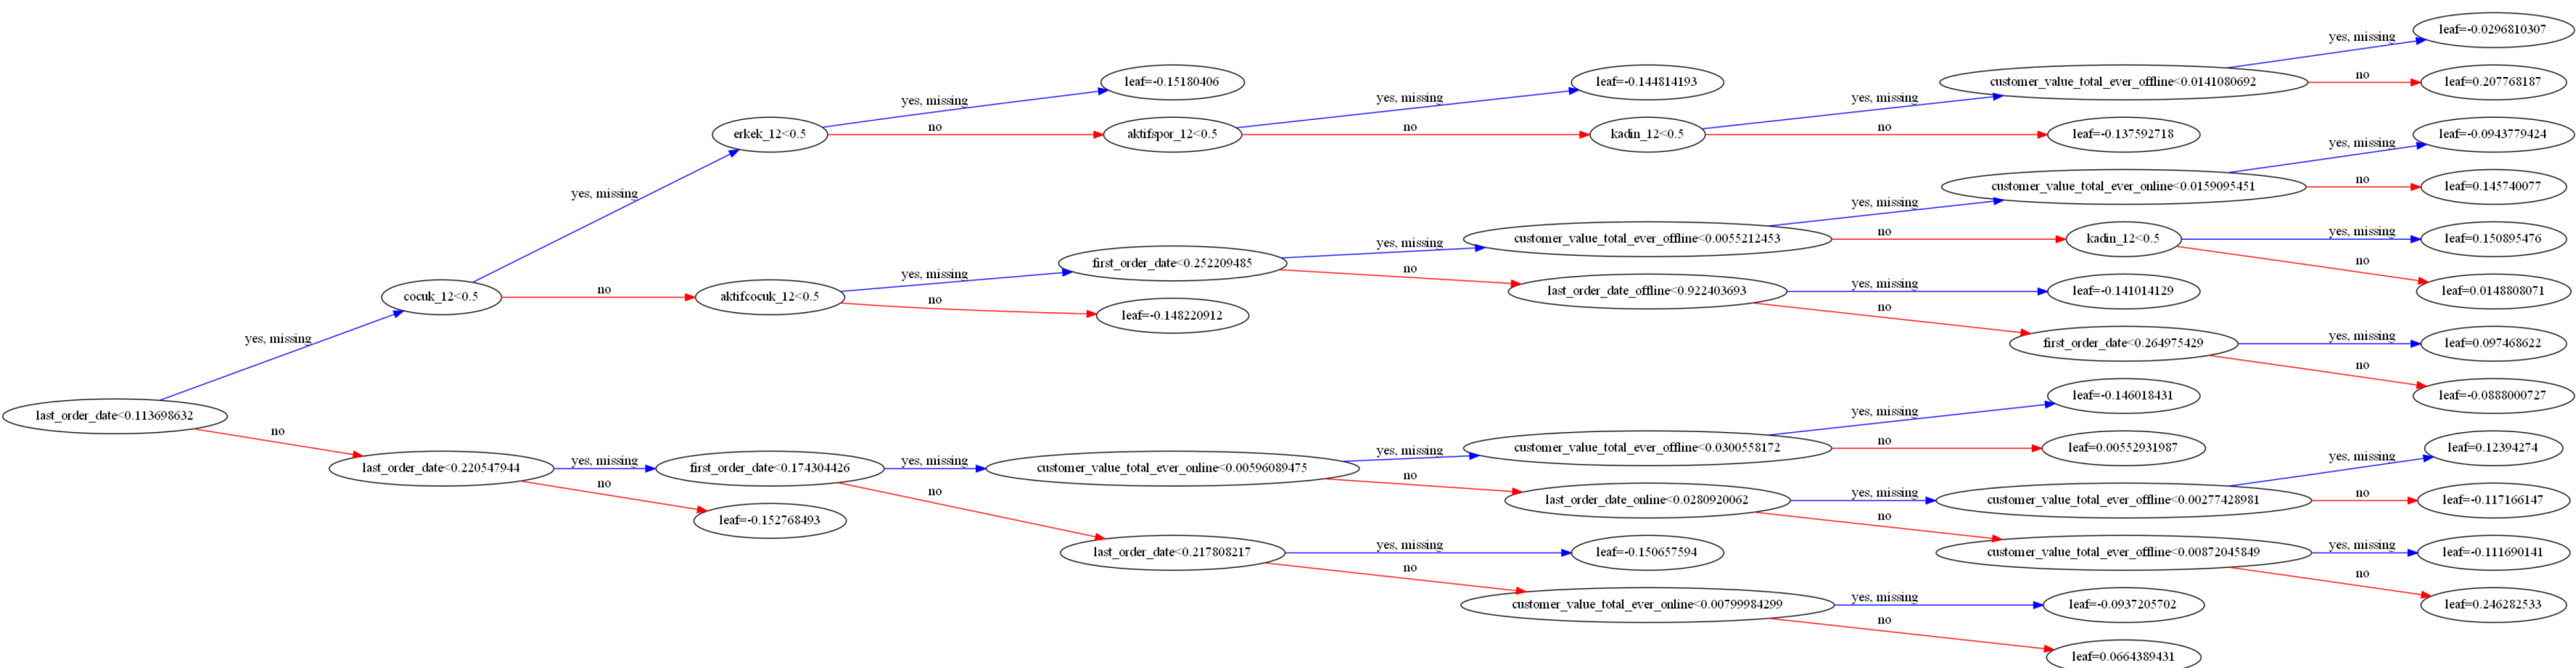 leaf=-0.0296810307
yes, missing
leaf=-0.15180406
leaf=-0.144814193
customer_value_total_ever_offline<0.0141080692
no
leaf=0.207768187
yes, missing
yes, missing
yes, missing
erkek_12<0.5
no
aktifspor_12<0.5
no
kadin_12<0.5
no
leaf=-0.137592718
leaf=-0.0943779424
yes, missing
customer_value_total_ever_online<0.0159095451
no
leaf=0.145740077
yes, missing
yes, missing
customer_value_total_ever_offline<0.0055212453
no
kadin_12<0.5
yes, missing
leaf=0.150895476
yes, missing
first_order_date<0.252209485
no
no
leaf=0.0148808071
yes, missing
cocuk_12<0.5
no
aktifcocuk_12<0.5
no
leaf=-0.148220912
last_order_date_offline<0.922403693
yes, missing
leaf=-0.141014129
no
first_order_date<0.264975429
yes, missing
leaf=0.097468622
no
leaf=-0.0888000727
yes, missing
last_order_date<0.113698632
no
leaf=-0.146018431
yes, missing
customer_value_total_ever_offline<0.0300558172
no
leaf=0.00552931987
leaf=0.12394274
yes, missing
last_order_date<0.220547944
yes, missing
first_order_date<0.174304426
yes, missing
customer_value_total_ever_online<0.00596089475
yes, missing
no
last_order_date_online<0.0280920062
yes, missing
customer_value_total_ever_offline<0.00277428981
no
leaf=-0.117166147
no
leaf=-0.152768493
no
no
customer_value_total_ever_offline<0.00872045849
yes, missing
leaf=-0.111690141
no
leaf=0.246282533
last_order_date<0.217808217
yes, missing
leaf=-0.150657594
no
customer_value_total_ever_online<0.00799984299
yes, missing
leaf=-0.0937205702
no
leaf=0.0664389431